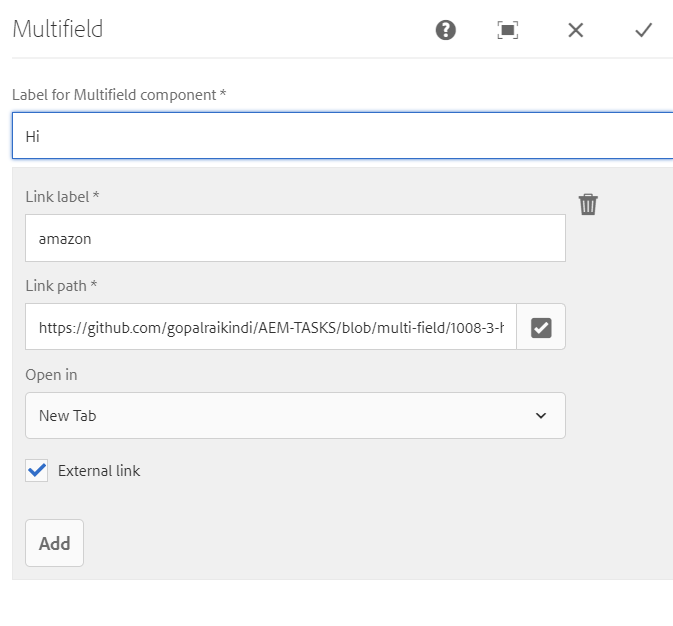 Multifield
Label for Multifield component *
Hi
Link label *
amazon
Link path *
https://github.com/gopalraikindi/AEM-TASKS/blob/multi-field/1008-3-h
Open in
New Tab
External link
Add